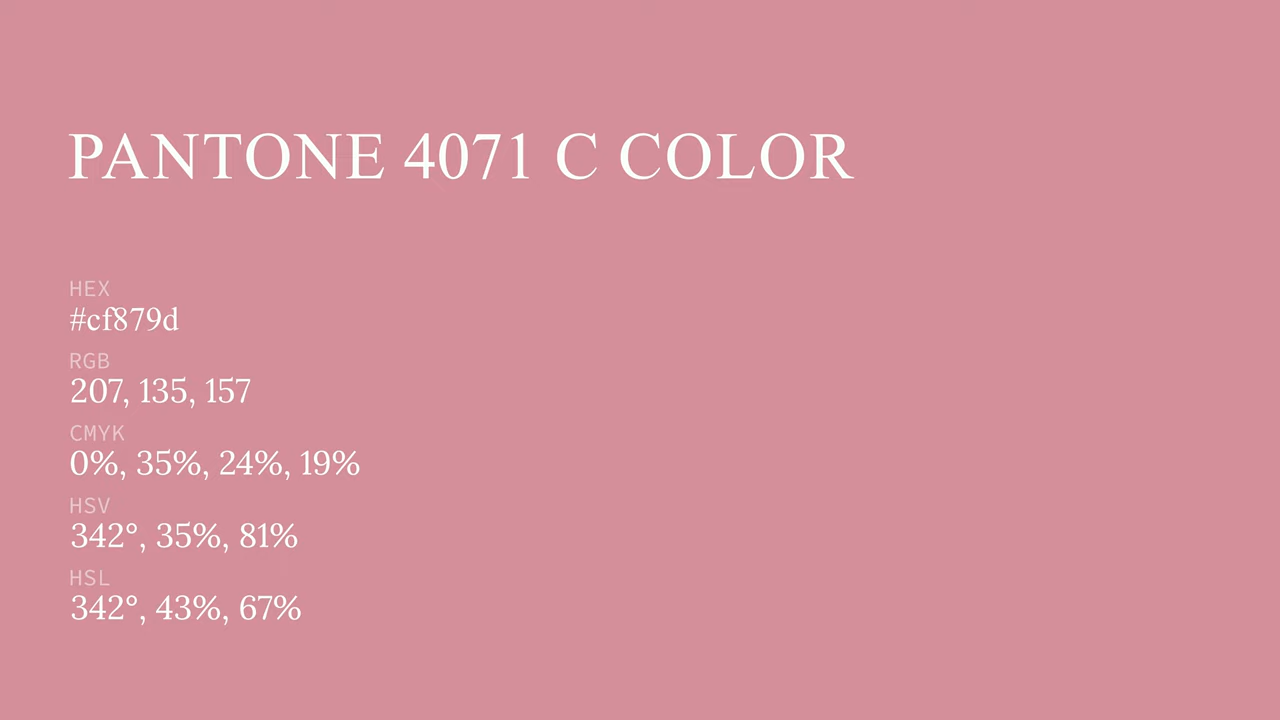 PANTONE 4071 C COLOR
HEX
#cf879d
RGB
207, 135, 157
CMYK
0%, 35%, 24%, 19%
HSV
342°, 35%, 81%
HSL
342°, 43%, 67%